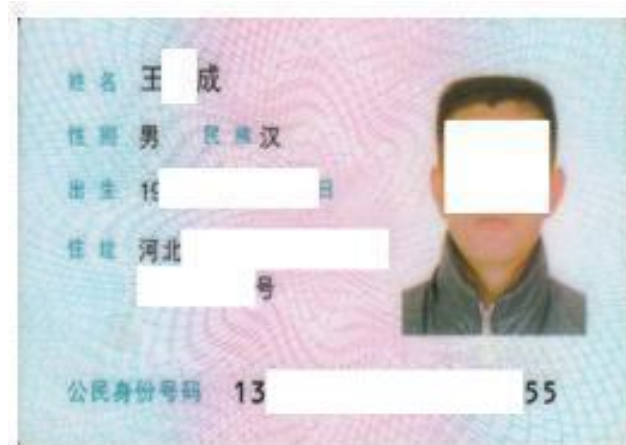 姓名 王 成
性别 男 民族 汉
出生 19 日
住址 河北
号
公民身份号码 13 55